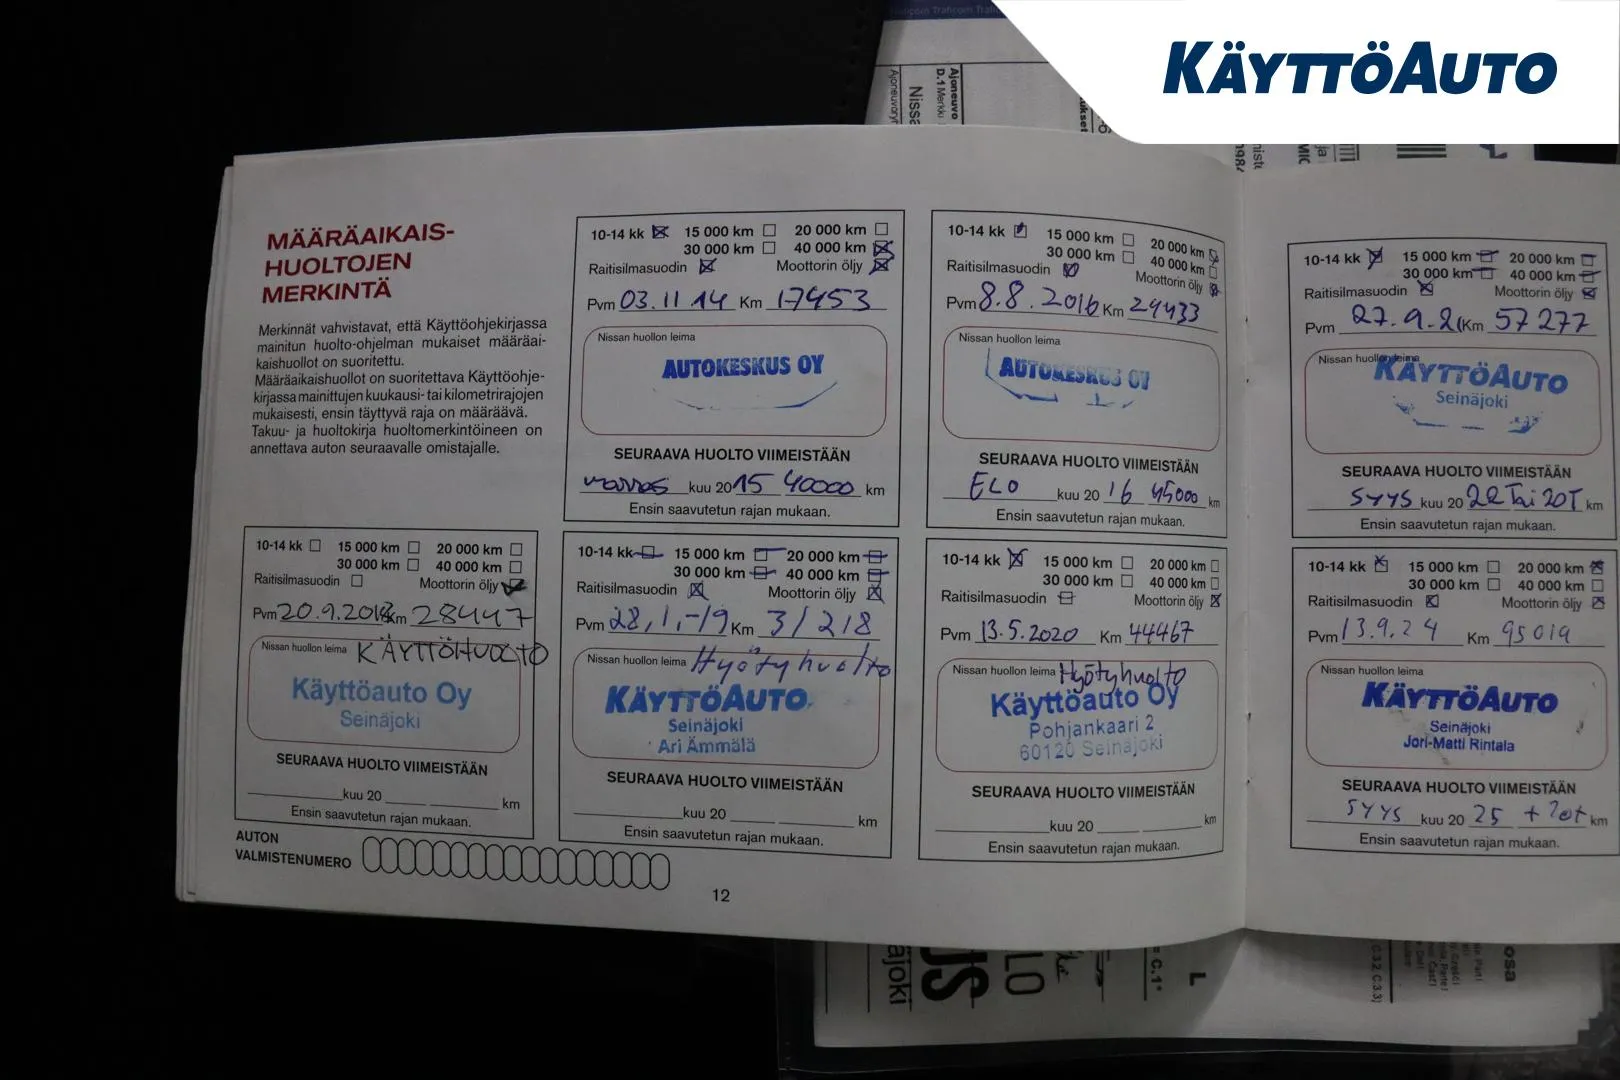 KÄYTTÖAUTO
Traficom
Ajoneuvo
D.1 Merkki
MÄÄRÄAIKAIS-
HUOLTOJEN
MERKINTÄ
Merkinnät vahvistavat, että Käyttöohjekirjassa
mainitun huolto-ohjelman mukaiset määräai-
kaishuollot on suoritettu.
Määräaikaishuollot on suoritettava Käyttöohje-
kirjassa mainittujen kuukausi- tai kilometrirajojen
mukaisesti, ensin täyttyvä raja on määräävä.
Takuu- ja huoltokirja huoltomerkintöineen on
annettava auton seuraavalle omistajalle.
10-14 kk 15 000 km 20 000 km
30 000 km 40 000 km
Raitisilmasuodin Moottorin öljy
Pvm 03.11.14 Km 17453
Nissan huollon leima
AUTOKESKUS OY
SEURAAVA HUOLTO VIIMEISTÄÄN
marras kuu 2015 40000 km
Ensin saavutetun rajan mukaan.
10-14 kk 15 000 km 20 000 km
30 000 km 40 000 km
Raitisilmasuodin Moottorin öljy
Pvm 8.8.2016 Km 24433
Nissan huollon leima
AUTOKESKUS OY
SEURAAVA HUOLTO VIIMEISTÄÄN
ELO kuu 20 16 45000 km
Ensin saavutetun rajan mukaan.
10-14 kk 15 000 km 20 000 km
30 000 km 40 000 km
Raitisilmasuodin Moottorin öljy
Pvm 27.9.21 Km 57277
Nissan huollon leima
KÄYTTÖAUTO
Seinäjoki
SEURAAVA HUOLTO VIIMEISTÄÄN
SYYS kuu 20 22 Tai 20T km
Ensin saavutetun rajan mukaan.
10-14 kk 15 000 km 20 000 km
30 000 km 40 000 km
Raitisilmasuodin Moottorin öljy
Pvm 20.9.2018 Km 28447
Nissan huollon leima KÄYTTÖHUOLTO
Käyttöauto Oy
Seinäjoki
SEURAAVA HUOLTO VIIMEISTÄÄN
kuu 20 km
Ensin saavutetun rajan mukaan.
10-14 kk 15 000 km 20 000 km
30 000 km 40 000 km
Raitisilmasuodin Moottorin öljy
Pvm 28.1.-19 Km 31218
Nissan huollon leima Hyötyhuolto
KÄYTTÖAUTO
Seinäjoki
Ari Ämmälä
SEURAAVA HUOLTO VIIMEISTÄÄN
kuu 20 km
Ensin saavutetun rajan mukaan.
10-14 kk 15 000 km 20 000 km
30 000 km 40 000 km
Raitisilmasuodin Moottorin öljy
Pvm 13.5.2020 Km 44467
Nissan huollon leima Hyötyhuolto
Käyttöauto Oy
Pohjankaari 2
60120 Seinäjoki
SEURAAVA HUOLTO VIIMEISTÄÄN
kuu 20 km
Ensin saavutetun rajan mukaan.
10-14 kk 15 000 km 20 000 km
30 000 km 40 000 km
Raitisilmasuodin Moottorin öljy
Pvm 13.9.24 Km 95019
Nissan huollon leima
KÄYTTÖAUTO
Seinäjoki
Jori-Matti Rintala
SEURAAVA HUOLTO VIIMEISTÄÄN
SYYS kuu 20 25 + 20t km
Ensin saavutetun rajan mukaan.
AUTON
VALMISTENUMERO
12